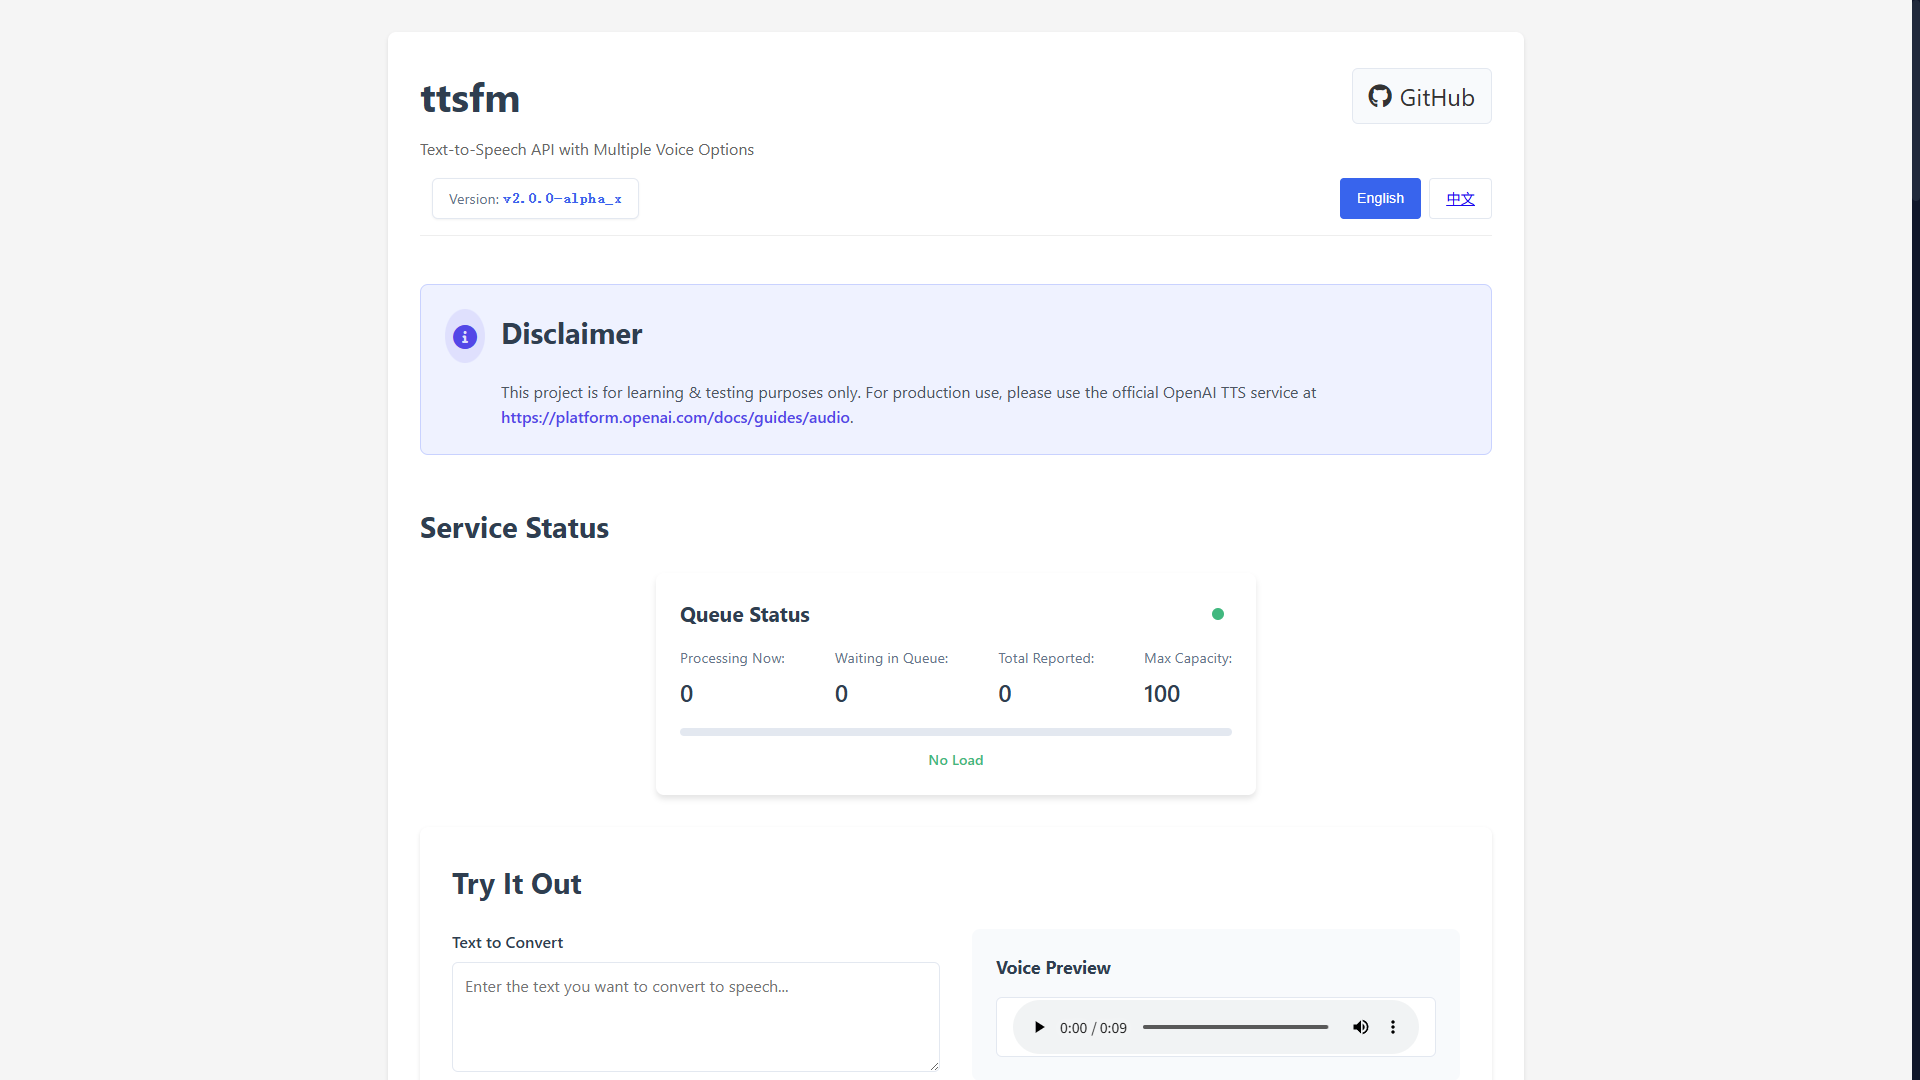 ttsfm
GitHub
Text-to-Speech API with Multiple Voice Options
Version: v2.0.0-alpha_x
English
中文
Disclaimer
This project is for learning & testing purposes only. For production use, please use the official OpenAI TTS service at
https://platform.openai.com/docs/guides/audio.
Service Status
Queue Status
Processing Now: Waiting in Queue: Total Reported: Max Capacity:
0 0 0 100
No Load
Try It Out
Text to Convert
Enter the text you want to convert to speech...
Voice Preview
0:00 / 0:09